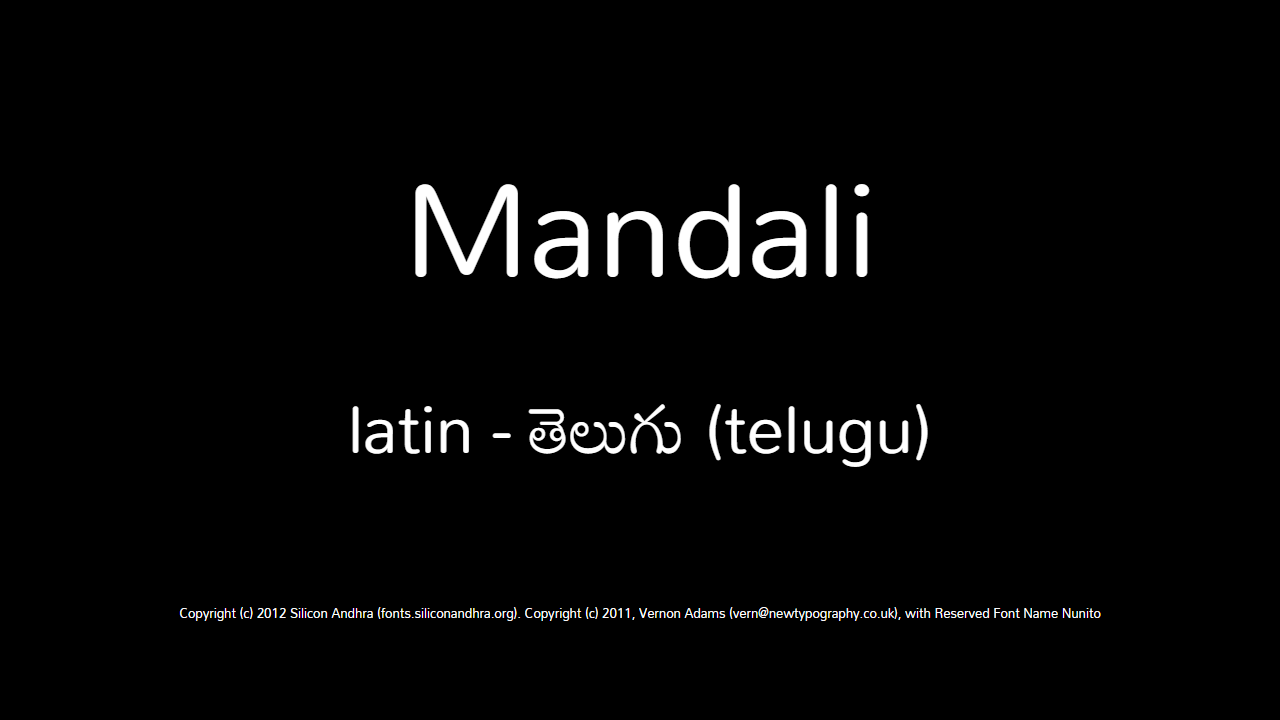 Mandali
latin - తెలుగు (telugu)
Copyright (c) 2012 Silicon Andhra (fonts.siliconandhra.org). Copyright (c) 2011, Vernon Adams (vern@newtypography.co.uk), with Reserved Font Name Nunito